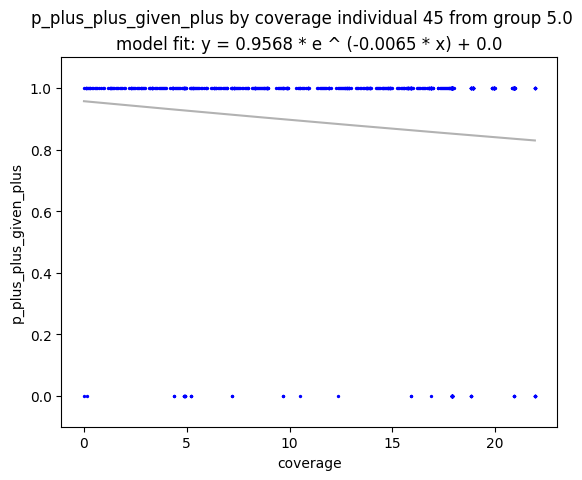 p_plus_plus_given_plus by coverage individual 45 from group 5.0
model fit: y = 0.9568 * e ^ (-0.0065 * x) + 0.0
1.0
0.8
0.6
0.4
0.2
0.0
p_plus_plus_given_plus
0 5 10 15 20
coverage